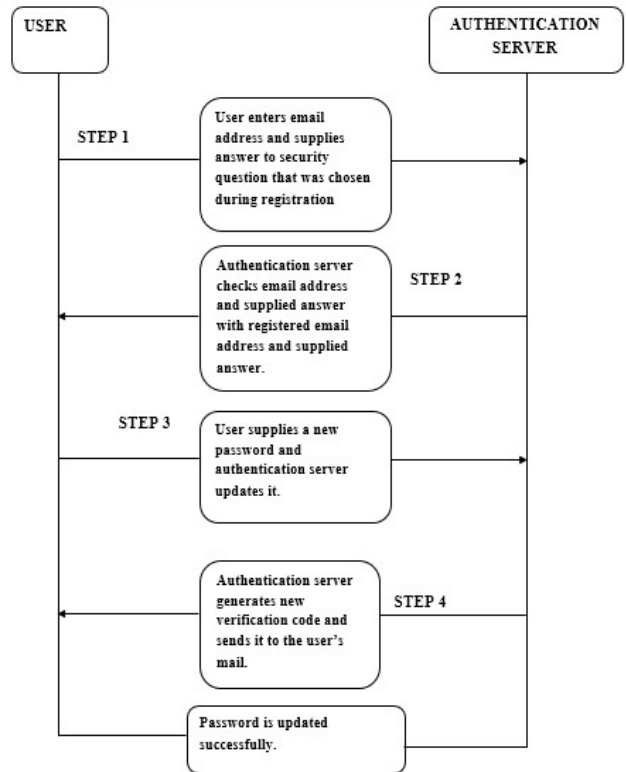 USER
AUTHENTICATION
SERVER
STEP 1
User enters email
address and supplies
answer to security
question that was chosen
during registration
Authentication server
checks email address
and supplied answer
with registered email
address and supplied
answer.
STEP 2
STEP 3
User supplies a new
password and
authentication server
updates it.
Authentication server
generates new
verification code and
sends it to the user's
mail.
STEP 4
Password is updated
successfully.